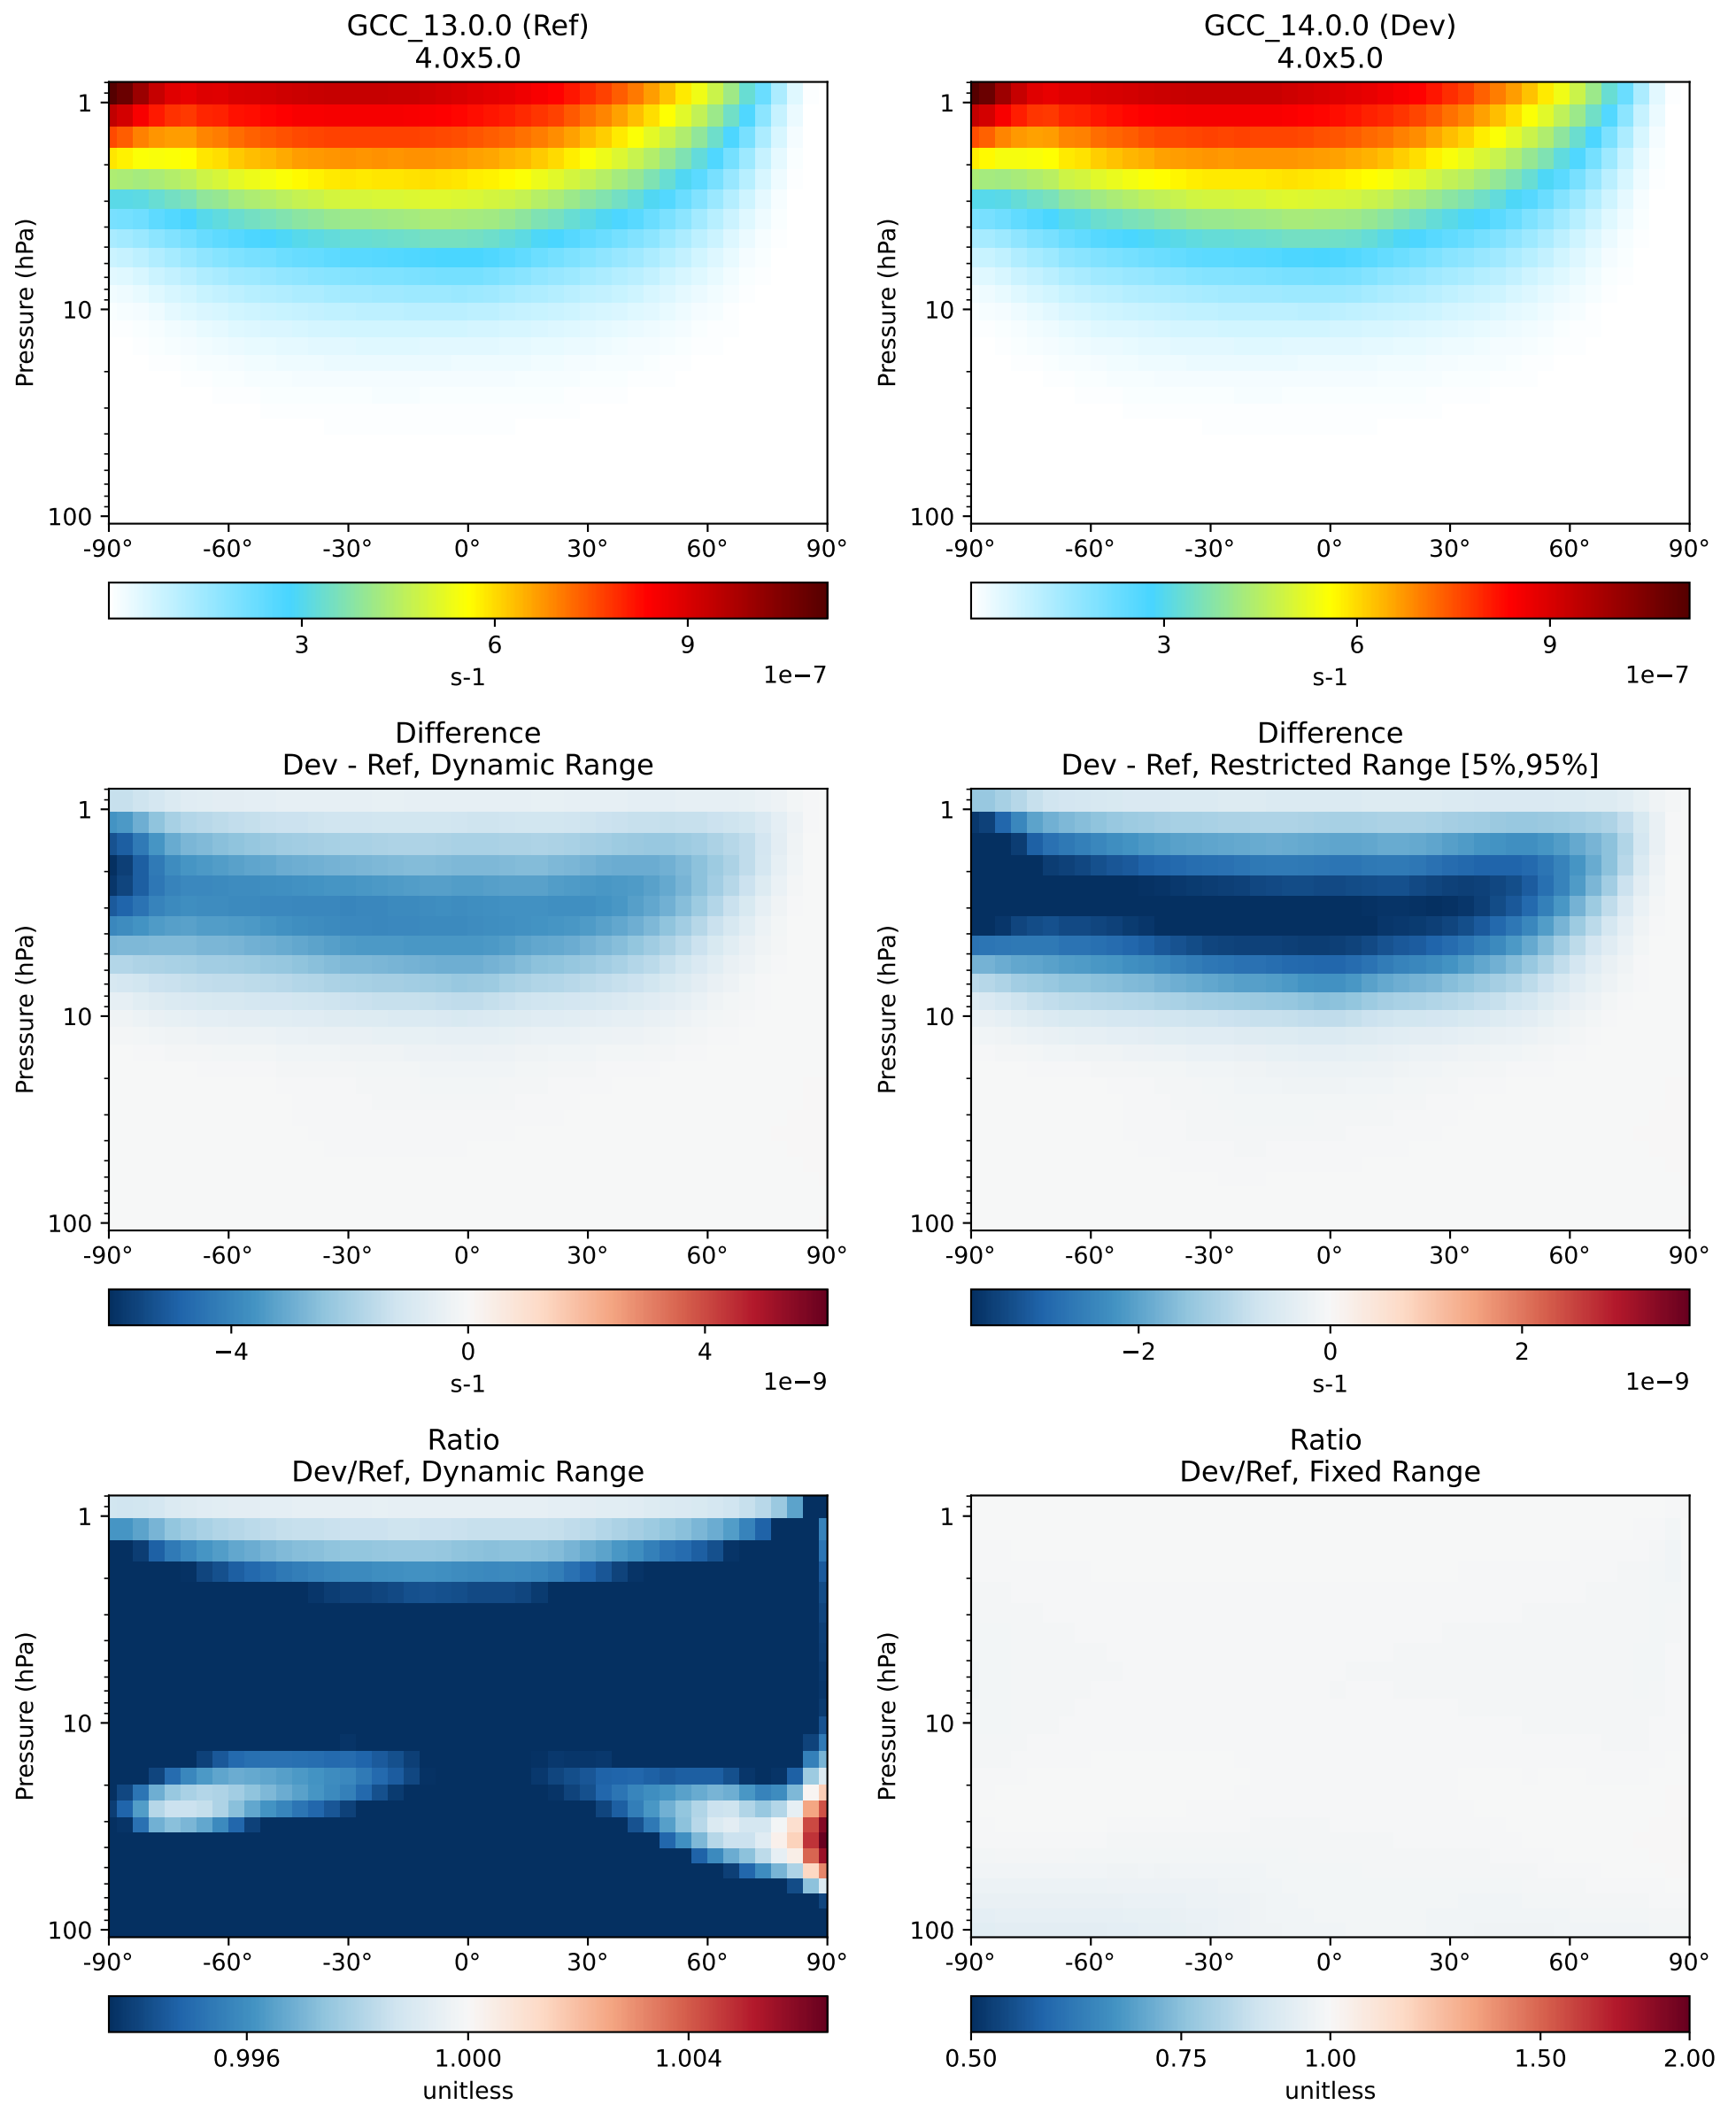 GCC_13.0.0 (Ref)
4.0x5.0
Pressure (hPa)
1
10
100
-90° -60° -30° 0° 30° 60° 90°
3 6 9
s-1 1e−7
GCC_14.0.0 (Dev)
4.0x5.0
Pressure (hPa)
1
10
100
-90° -60° -30° 0° 30° 60° 90°
3 6 9
s-1 1e−7
Difference
Dev - Ref, Dynamic Range
Pressure (hPa)
1
10
100
-90° -60° -30° 0° 30° 60° 90°
−4 0 4
s-1 1e−9
Difference
Dev - Ref, Restricted Range [5%,95%]
Pressure (hPa)
1
10
100
-90° -60° -30° 0° 30° 60° 90°
−2 0 2
s-1 1e−9
Ratio
Dev/Ref, Dynamic Range
Pressure (hPa)
1
10
100
-90° -60° -30° 0° 30° 60° 90°
0.996 1.000 1.004
unitless
Ratio
Dev/Ref, Fixed Range
Pressure (hPa)
1
10
100
-90° -60° -30° 0° 30° 60° 90°
0.50 0.75 1.00 1.50 2.00
unitless